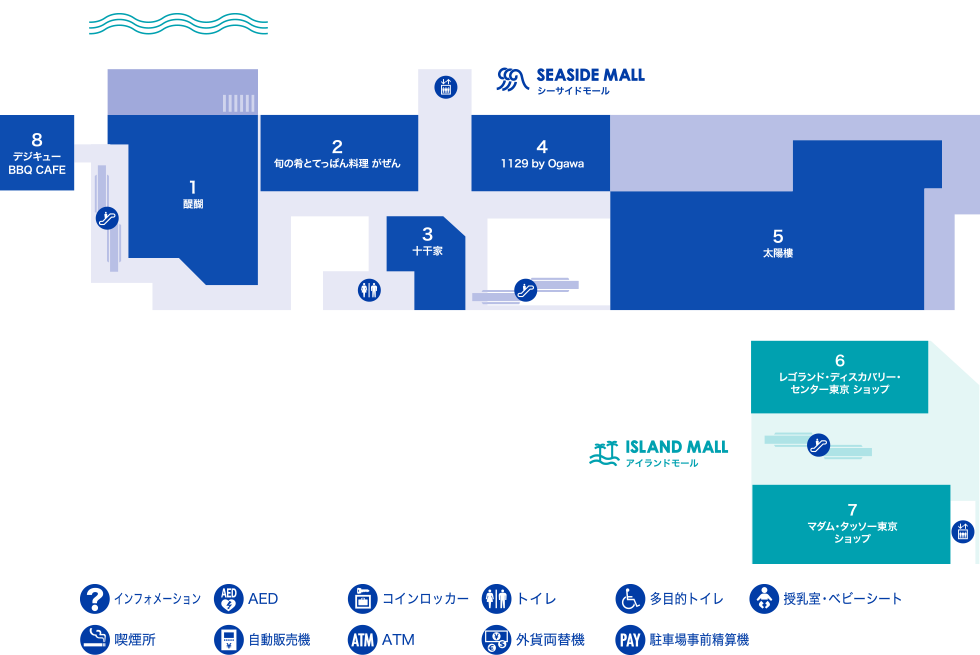 SEASIDE MALL
シーサイドモール
8
デジキュー
BBQ CAFE
1
醍醐
2
旬の肴とてっぱん料理 がぜん
4
1129 by Ogawa
3
十干家
5
太陽樓
6
レゴランド・ディスカバリー・
センター東京 ショップ
ISLAND MALL
アイランドモール
7
マダム・タッソー東京
ショップ
? インフォメーション
AED AED
コインロッカー
トイレ
多目的トイレ
授乳室・ベビーシート
喫煙所
¥ 自動販売機
ATM ATM
¥ € $ 外貨両替機
PAY 駐車場事前精算機